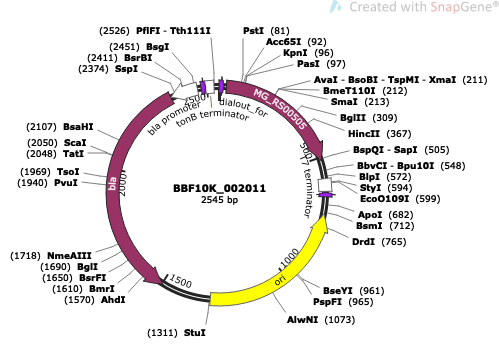 Created with SnapGene®
(2526) PflFI - Tth111I
(2451) BsgI
(2411) BsrBI
(2374) SspI
PstI (81)
Acc65I (92)
KpnI (96)
PasI (97)
AvaI - BsoBI - TspMI - XmaI (211)
BmeT110I (212)
SmaI (213)
BglII (309)
HincII (367)
BspQI - SapI (505)
BbvCI - Bpu10I (548)
BlpI (572)
StyI (594)
EcoO109I (599)
ApoI (682)
BsmI (712)
DrdI (765)
BseYI (961)
PspFI (965)
AlwNI (1073)
(1311) StuI
(2107) BsaHI
(2050) ScaI
(2048) TatI
(1969) TsoI
(1940) PvuI
(1718) NmeAIII
(1690) BglI
(1650) BsrFI
(1610) BmrI
(1570) AhdI
bla promoter
tonB terminator
dialout_for
MG_RS00505
T7 terminator
bla
ori
500
1000
1500
2000
2500
BBF10K_002011
2545 bp